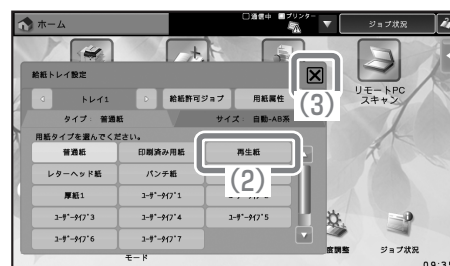 ホーム
□通信中 ■プリンター
ジョブ状況
給紙トレイ設定
(3)
リモートPC
スキャン
トレイ1
給紙許可ジョブ
用紙属性
タイプ: 普通紙
サイズ: 自動-AB系
用紙タイプを選んでください。
普通紙
印刷済み用紙
再生紙
(2)
レターヘッド紙
パンチ紙
厚紙1
ユーザータイプ1
ユーザータイプ3
ユーザータイプ4
ユーザータイプ5
ユーザータイプ6
ユーザータイプ7
モード
度調整
ジョブ状況